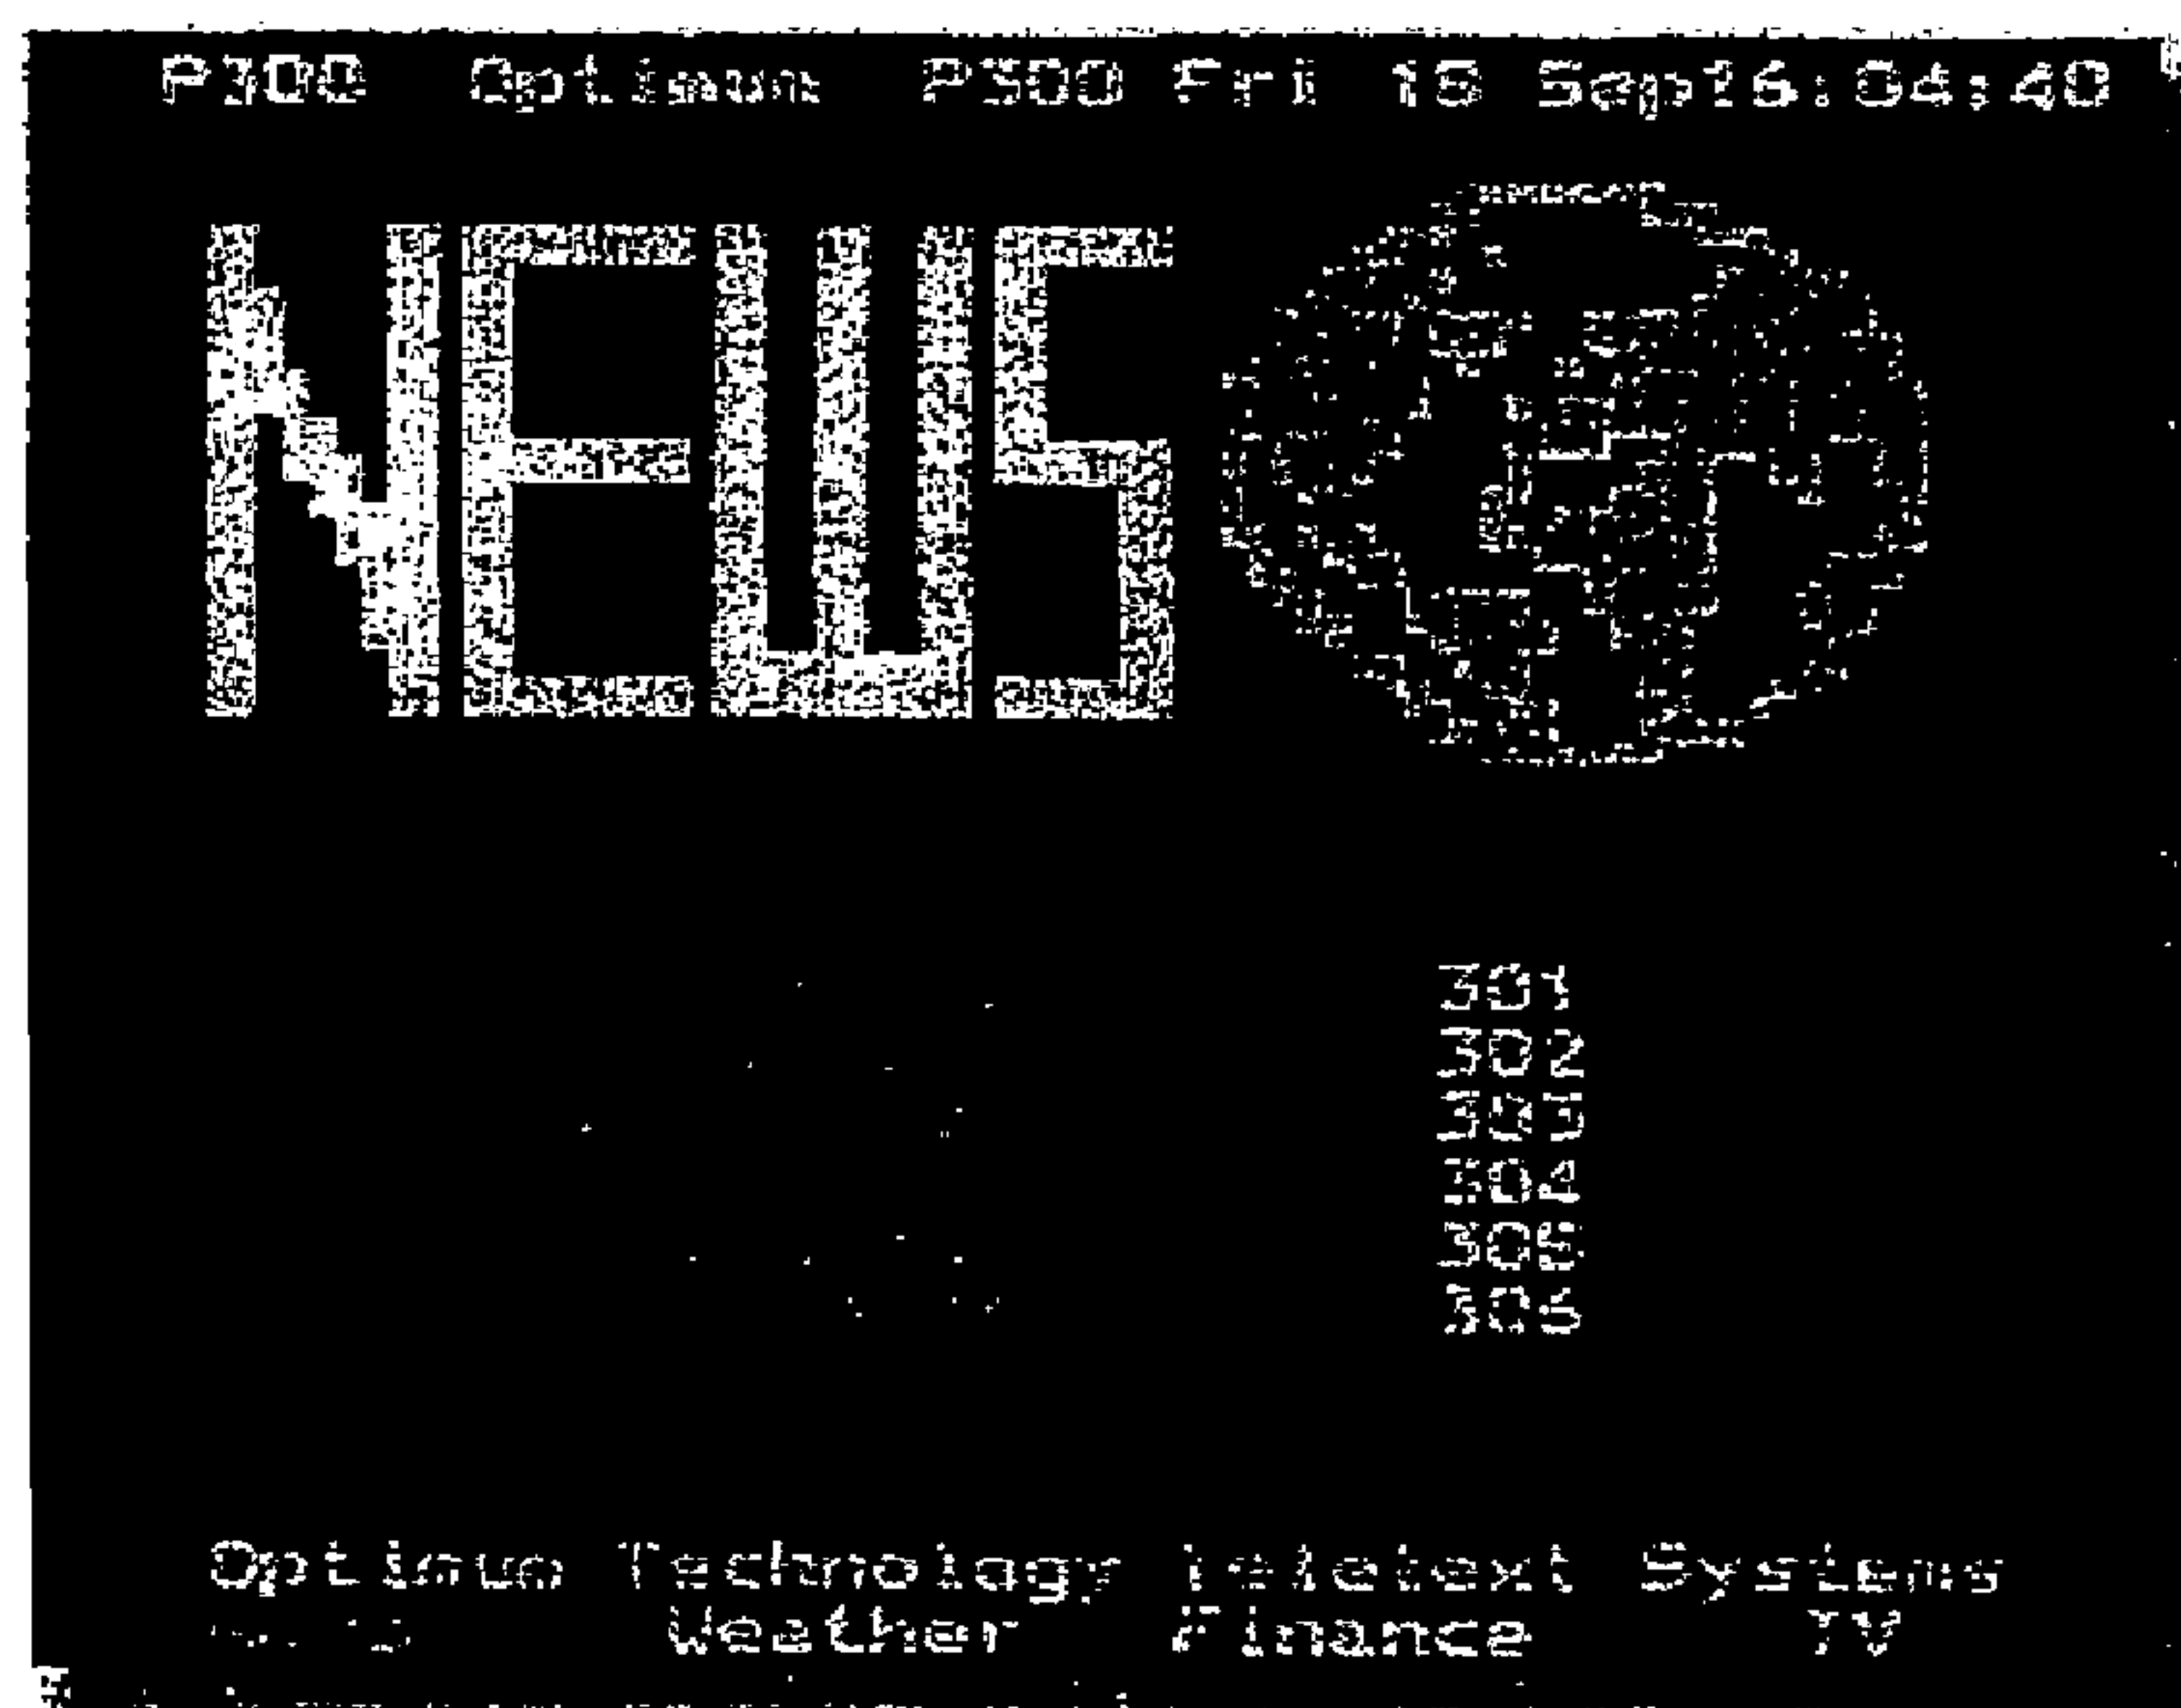 P300 Optimum P300 Fri 18 Sep16:04:40
NEWS
301
302
303
304
305
306
Optimum Technology Teletext Systems
Weather Finance TV